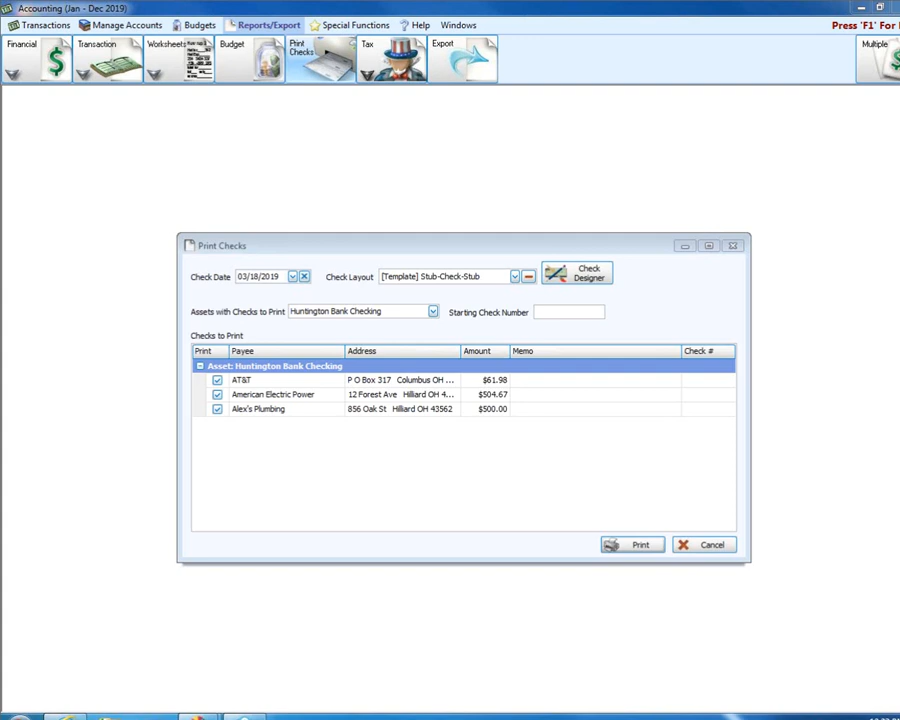 Accounting (Jan - Dec 2019)
Transactions Manage Accounts Budgets Reports/Export Special Functions Help Windows Press 'F1' For
Financial Transaction Worksheets Budget Print Checks Tax Export Multiple
Print Checks
Check Date 03/18/2019 Check Layout [Template] Stub-Check-Stub Check Designer
Assets with Checks to Print Huntington Bank Checking Starting Check Number
Checks to Print
Print Payee Address Amount Memo Check #
Asset: Huntington Bank Checking
AT&T P O Box 317 Columbus OH ... $61.98
American Electric Power 12 Forest Ave Hilliard OH 4... $504.67
Alex's Plumbing 856 Oak St Hilliard OH 43562 $500.00
Print Cancel